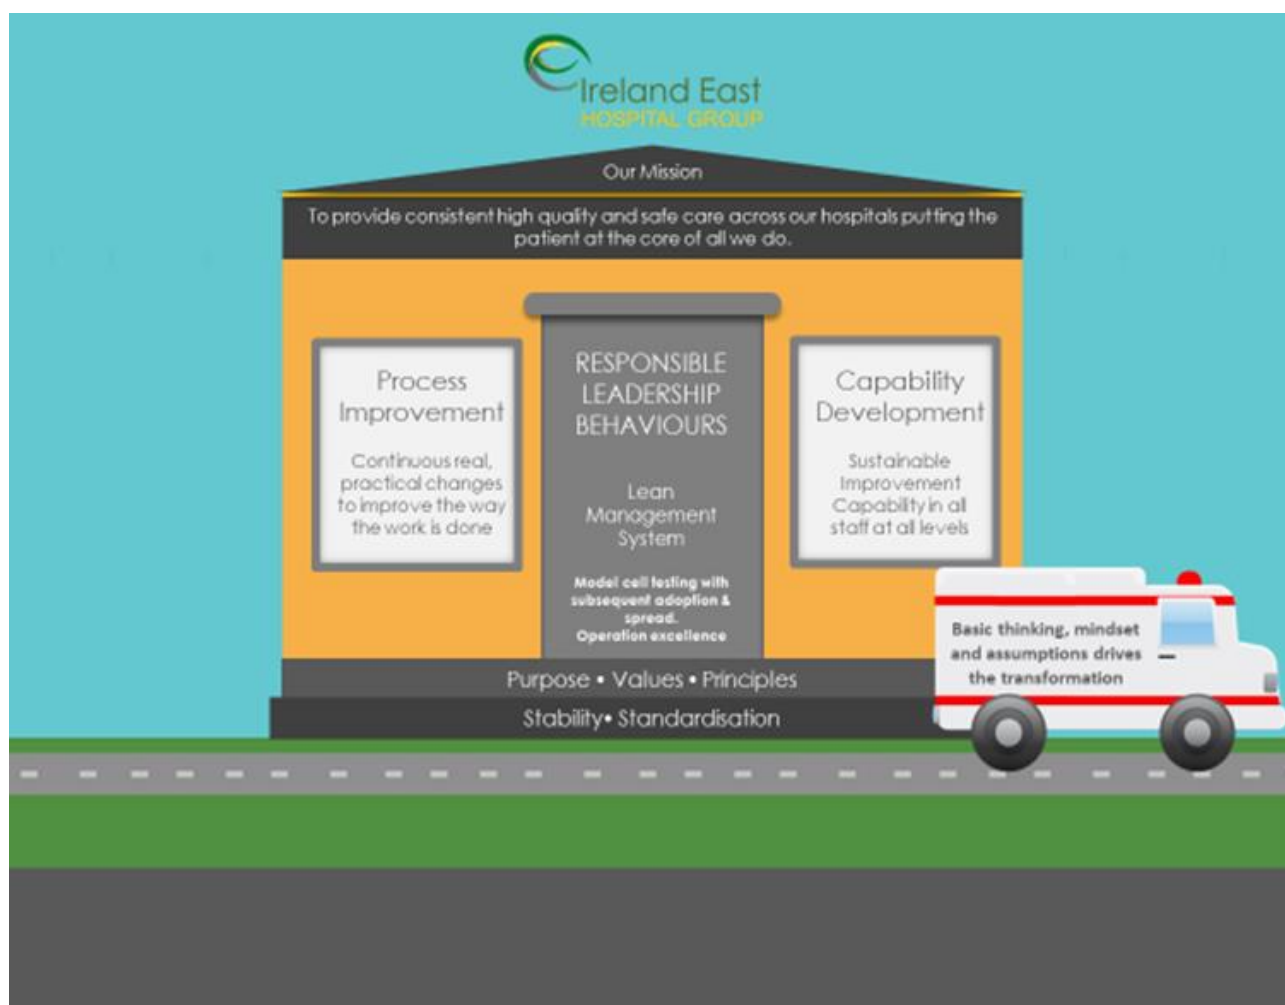 Ireland East
HOSPITAL GROUP
Our Mission
To provide consistent high quality and safe care across our hospitals putting the
patient at the core of all we do.
Process
Improvement
Continuous real,
practical changes
to improve the way
the work is done
RESPONSIBLE
LEADERSHIP
BEHAVIOURS
Lean
Management
System
Model cell testing with
subsequent adoption &
spread.
Operation excellence
Capability
Development
Sustainable
Improvement
Capability in all
staff at all levels
Basic thinking, mindset
and assumptions drives
the transformation
Purpose • Values • Principles
Stability• Standardisation